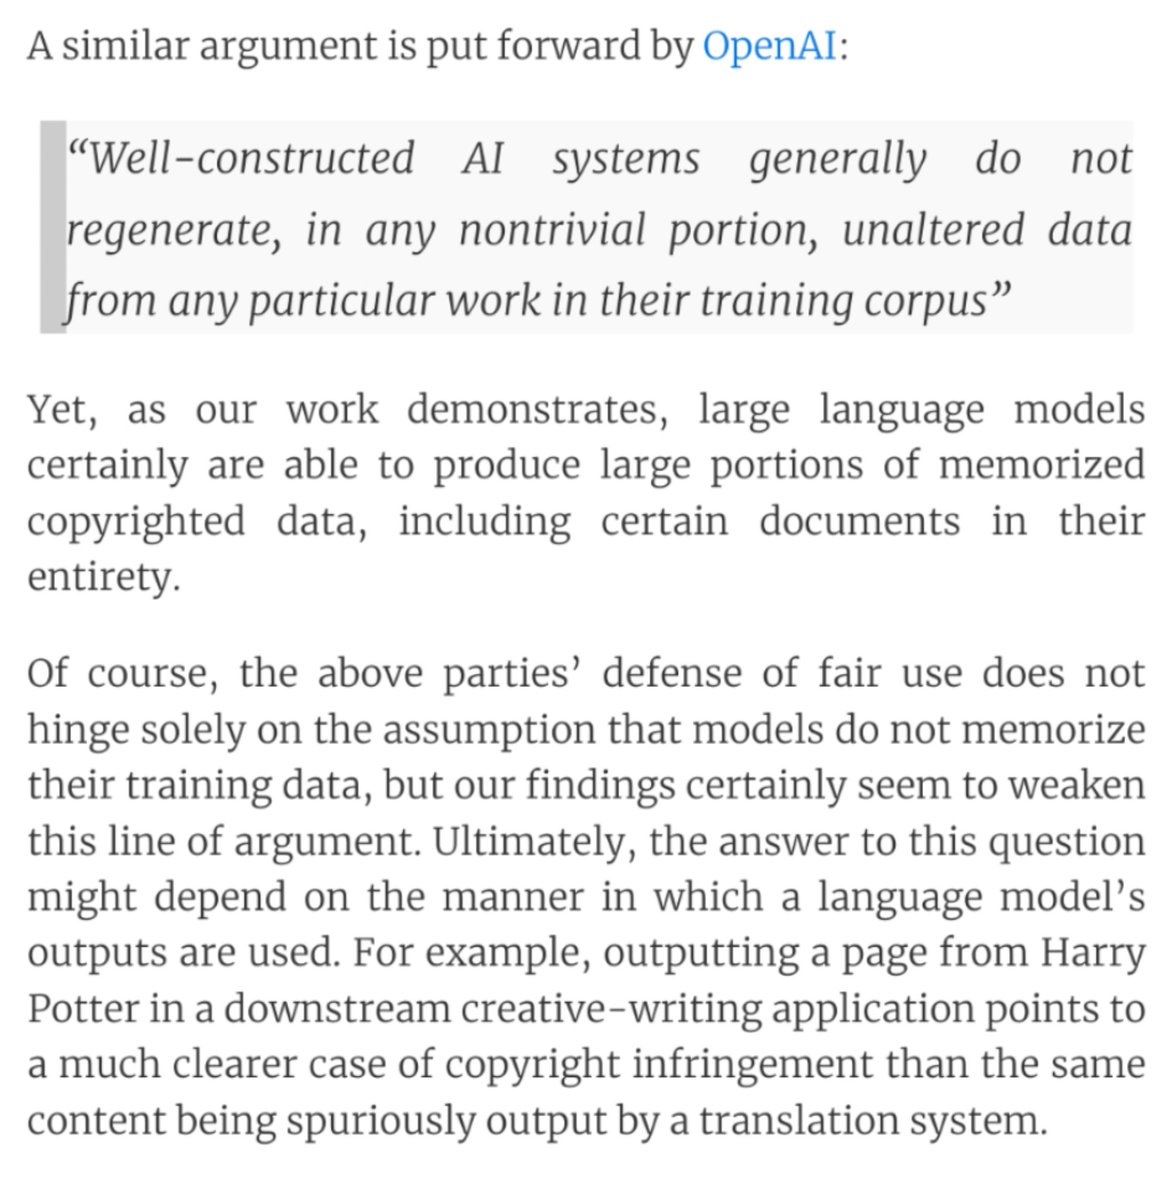 A similar argument is put forward by OpenAI:
“Well-constructed AI systems generally do not
regenerate, in any nontrivial portion, unaltered data
from any particular work in their training corpus”
Yet, as our work demonstrates, large language models
certainly are able to produce large portions of memorized
copyrighted data, including certain documents in their
entirety.
Of course, the above parties’ defense of fair use does not
hinge solely on the assumption that models do not memorize
their training data, but our findings certainly seem to weaken
this line of argument. Ultimately, the answer to this question
might depend on the manner in which a language model’s
outputs are used. For example, outputting a page from Harry
Potter in a downstream creative-writing application points to
a much clearer case of copyright infringement than the same
content being spuriously output by a translation system.